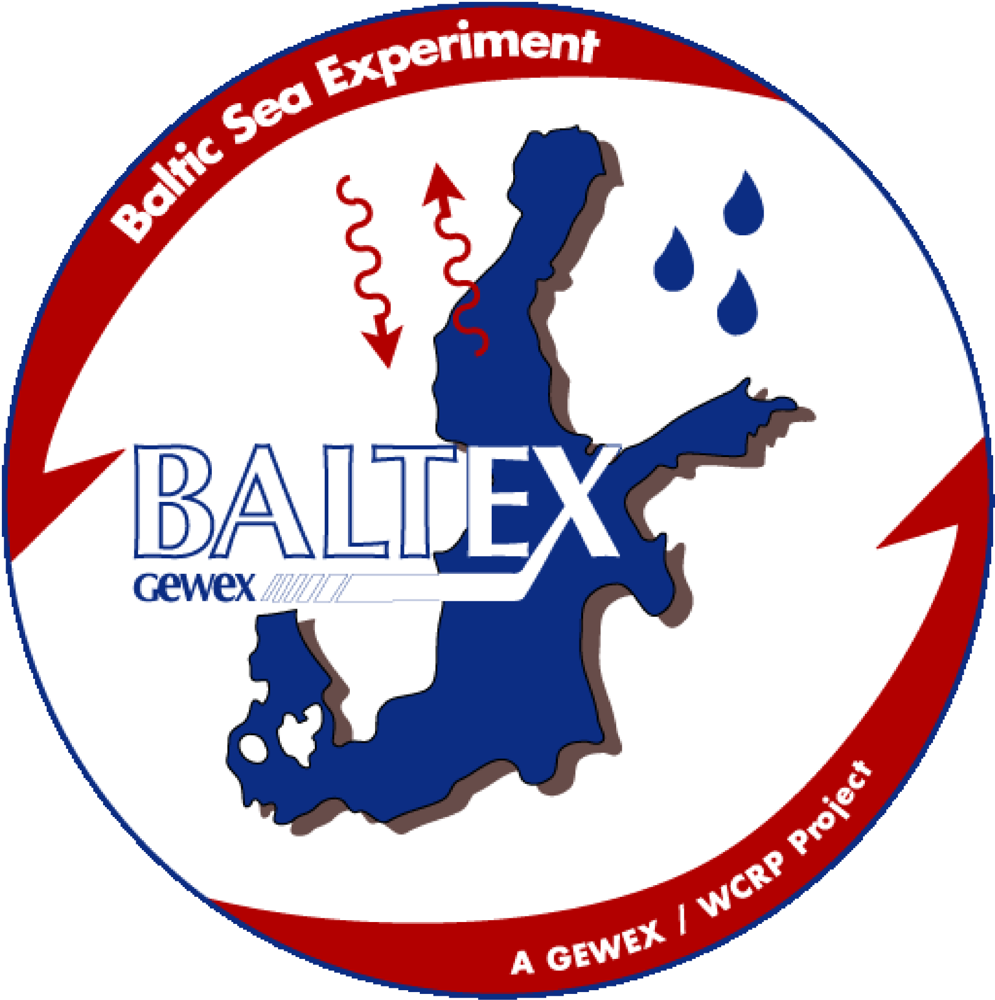 Baltic Sea Experiment
BALTEX
GEWEX
A GEWEX / WCRP Project